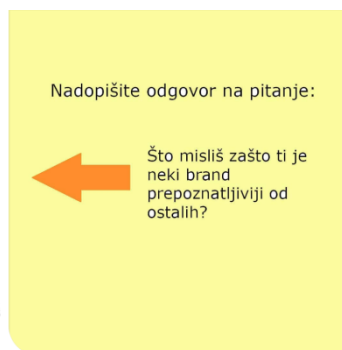 Nadopišite odgovor na pitanje:
Što misliš zašto ti je
neki brand
prepoznatljiviji od
ostalih?